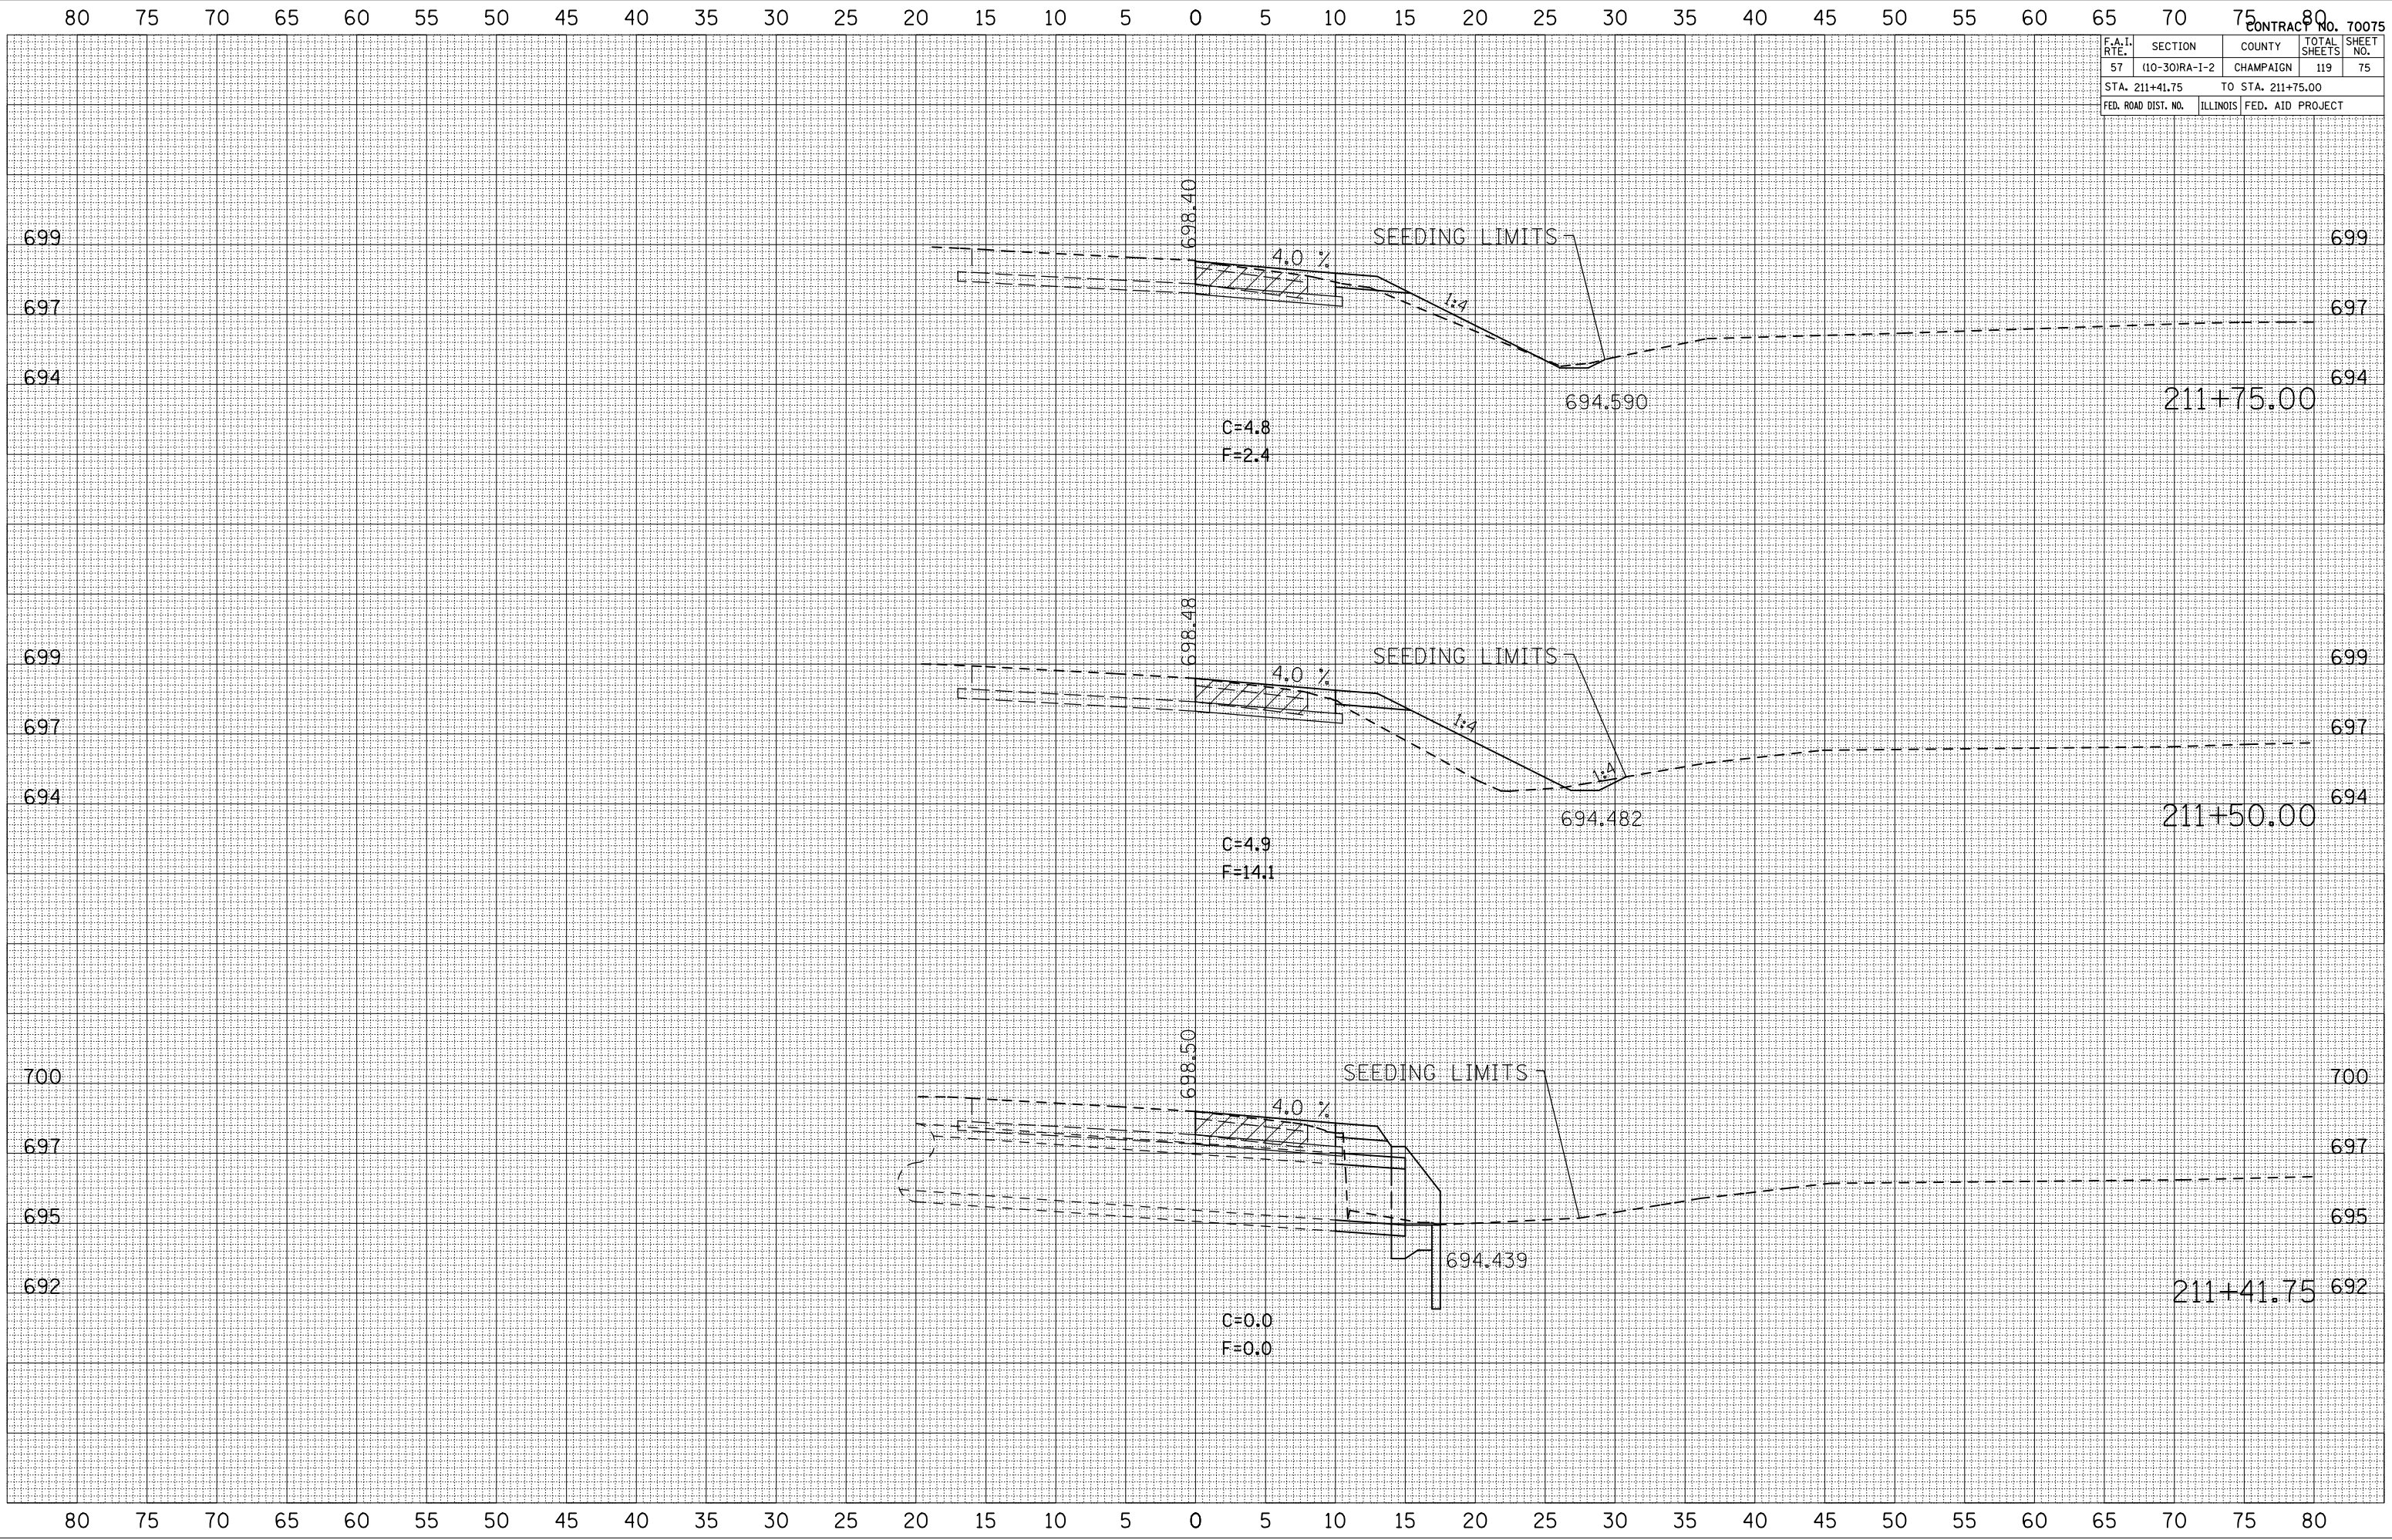 80 75 70 65 60 55 50 45 40 35 30 25 20 15 10 5 0 5 10 15 20 25 30 35 40 45 50 55 60 65 70 75 80
CONTRACT NO. 70075
F.A.I. RTE. SECTION COUNTY TOTAL SHEETS SHEET NO.
57 (10-30)RA-I-2 CHAMPAIGN 119 75
STA. 211+41.75 TO STA. 211+75.00
FED. ROAD DIST. NO. ILLINOIS FED. AID PROJECT
698.40
699 SEEDING LIMITS 699
4.0 %
697 1:4 697
694 694
694.590 211+75.00
C=4.8
F=2.4
698.48
699 SEEDING LIMITS 699
4.0 %
697 1:4 697
1:4
694 694
694.482 211+50.00
C=4.9
F=14.1
698.50
700 SEEDING LIMITS 700
4.0 %
697 697
695 695
694.439
692 211+41.75 692
C=0.0
F=0.0
80 75 70 65 60 55 50 45 40 35 30 25 20 15 10 5 0 5 10 15 20 25 30 35 40 45 50 55 60 65 70 75 80